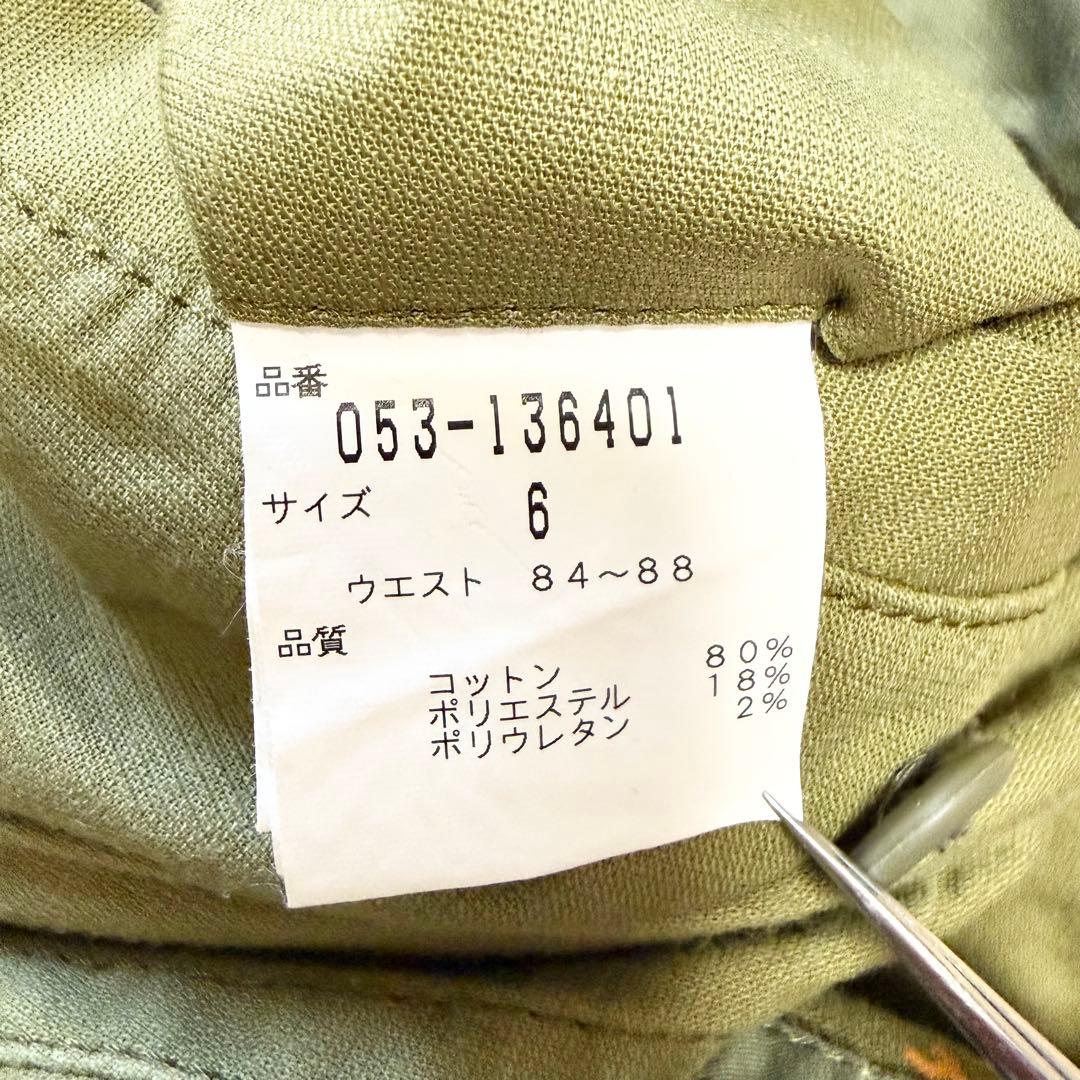 品番
053-136401
サイズ 6
ウエスト 84～88
品質
コットン 80%
ポリエステル 18%
ポリウレタン 2%